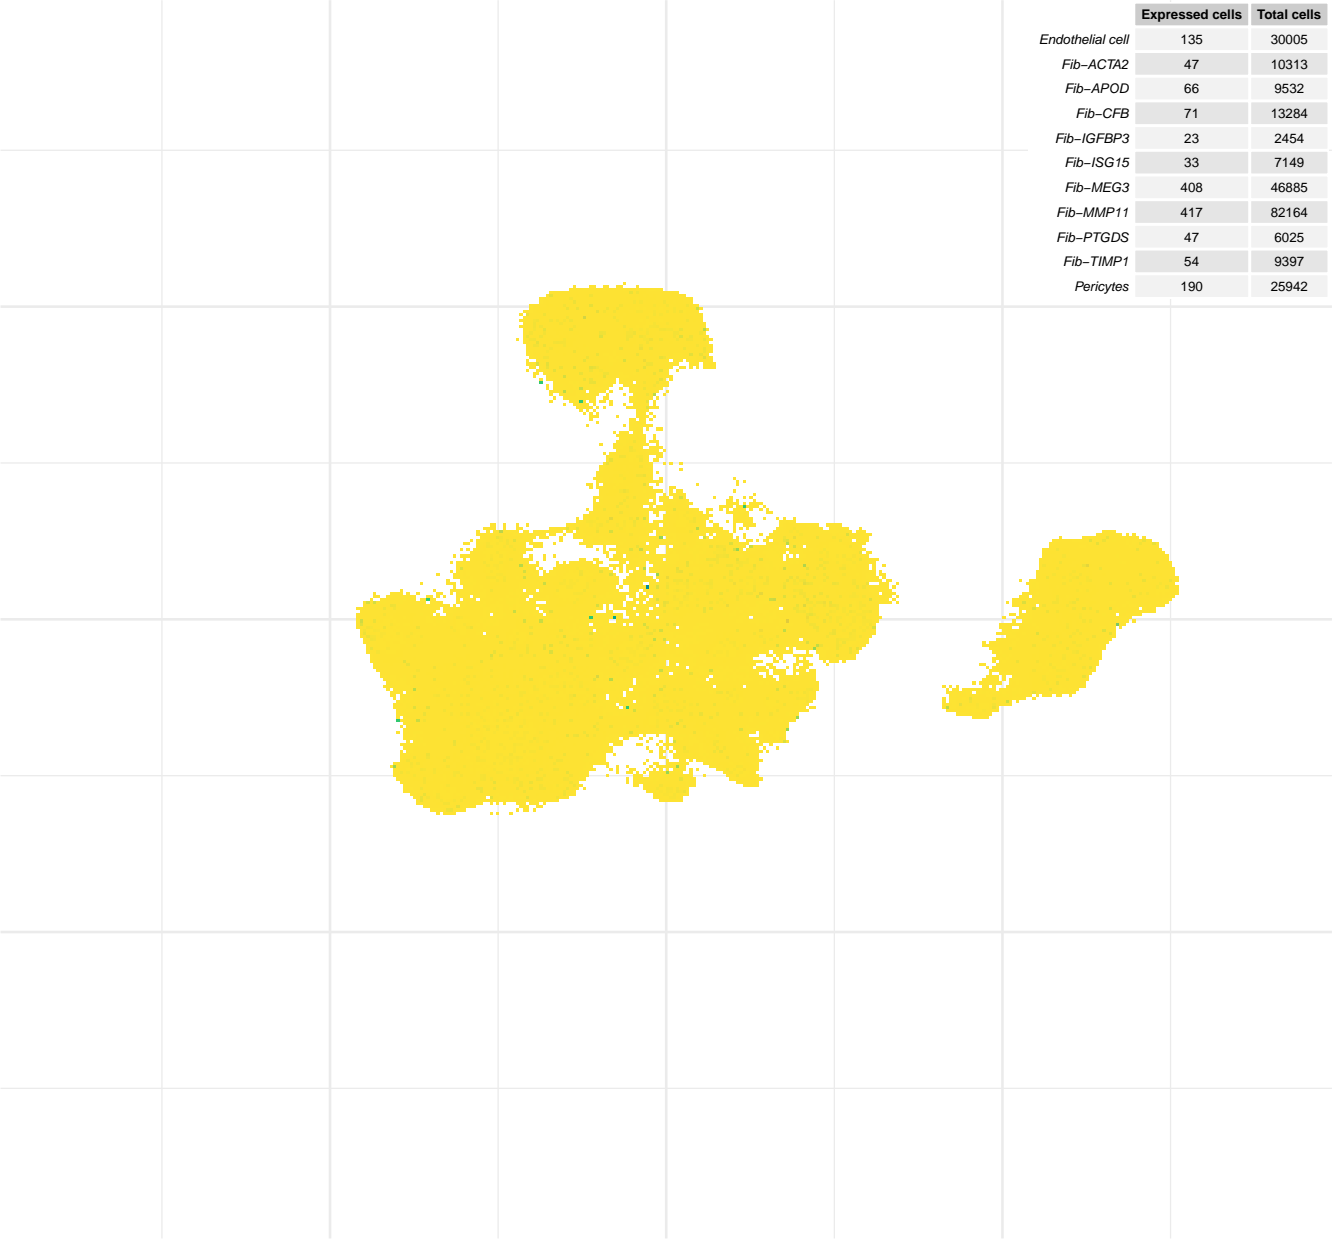 Expressed cells Total cells
Endothelial cell 135 30005
Fib−ACTA2 47 10313
Fib−APOD 66 9532
Fib−CFB 71 13284
Fib−IGFBP3 23 2454
Fib−ISG15 33 7149
Fib−MEG3 408 46885
Fib−MMP11 417 82164
Fib−PTGDS 47 6025
Fib−TIMP1 54 9397
Pericytes 190 25942